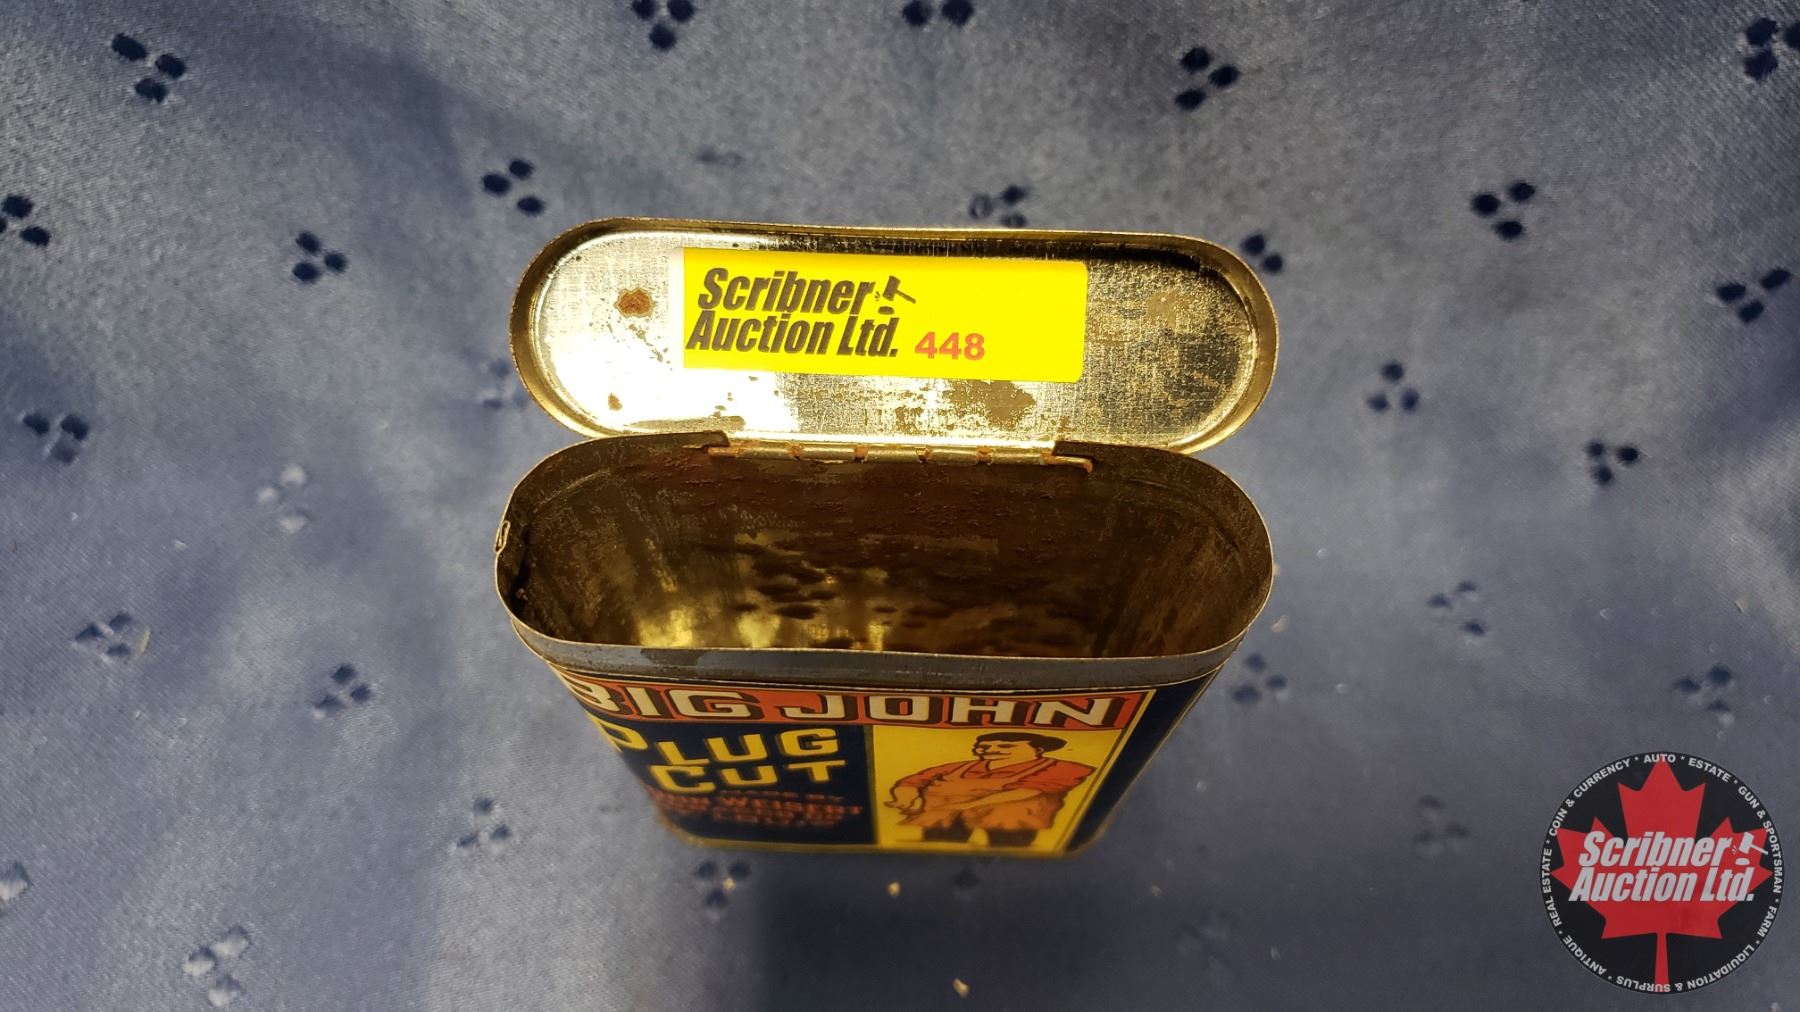 Scribner
Auction Ltd. 448
BIG JOHN
PLUG
CUT
WEISERT
COIN & CURRENCY * AUTO * ESTATE * GUN & SPORTSMAN * FARM * LIQUIDATION & SURPLUS * ANTIQUE * REAL ESTATE *
Scribner
Auction Ltd.